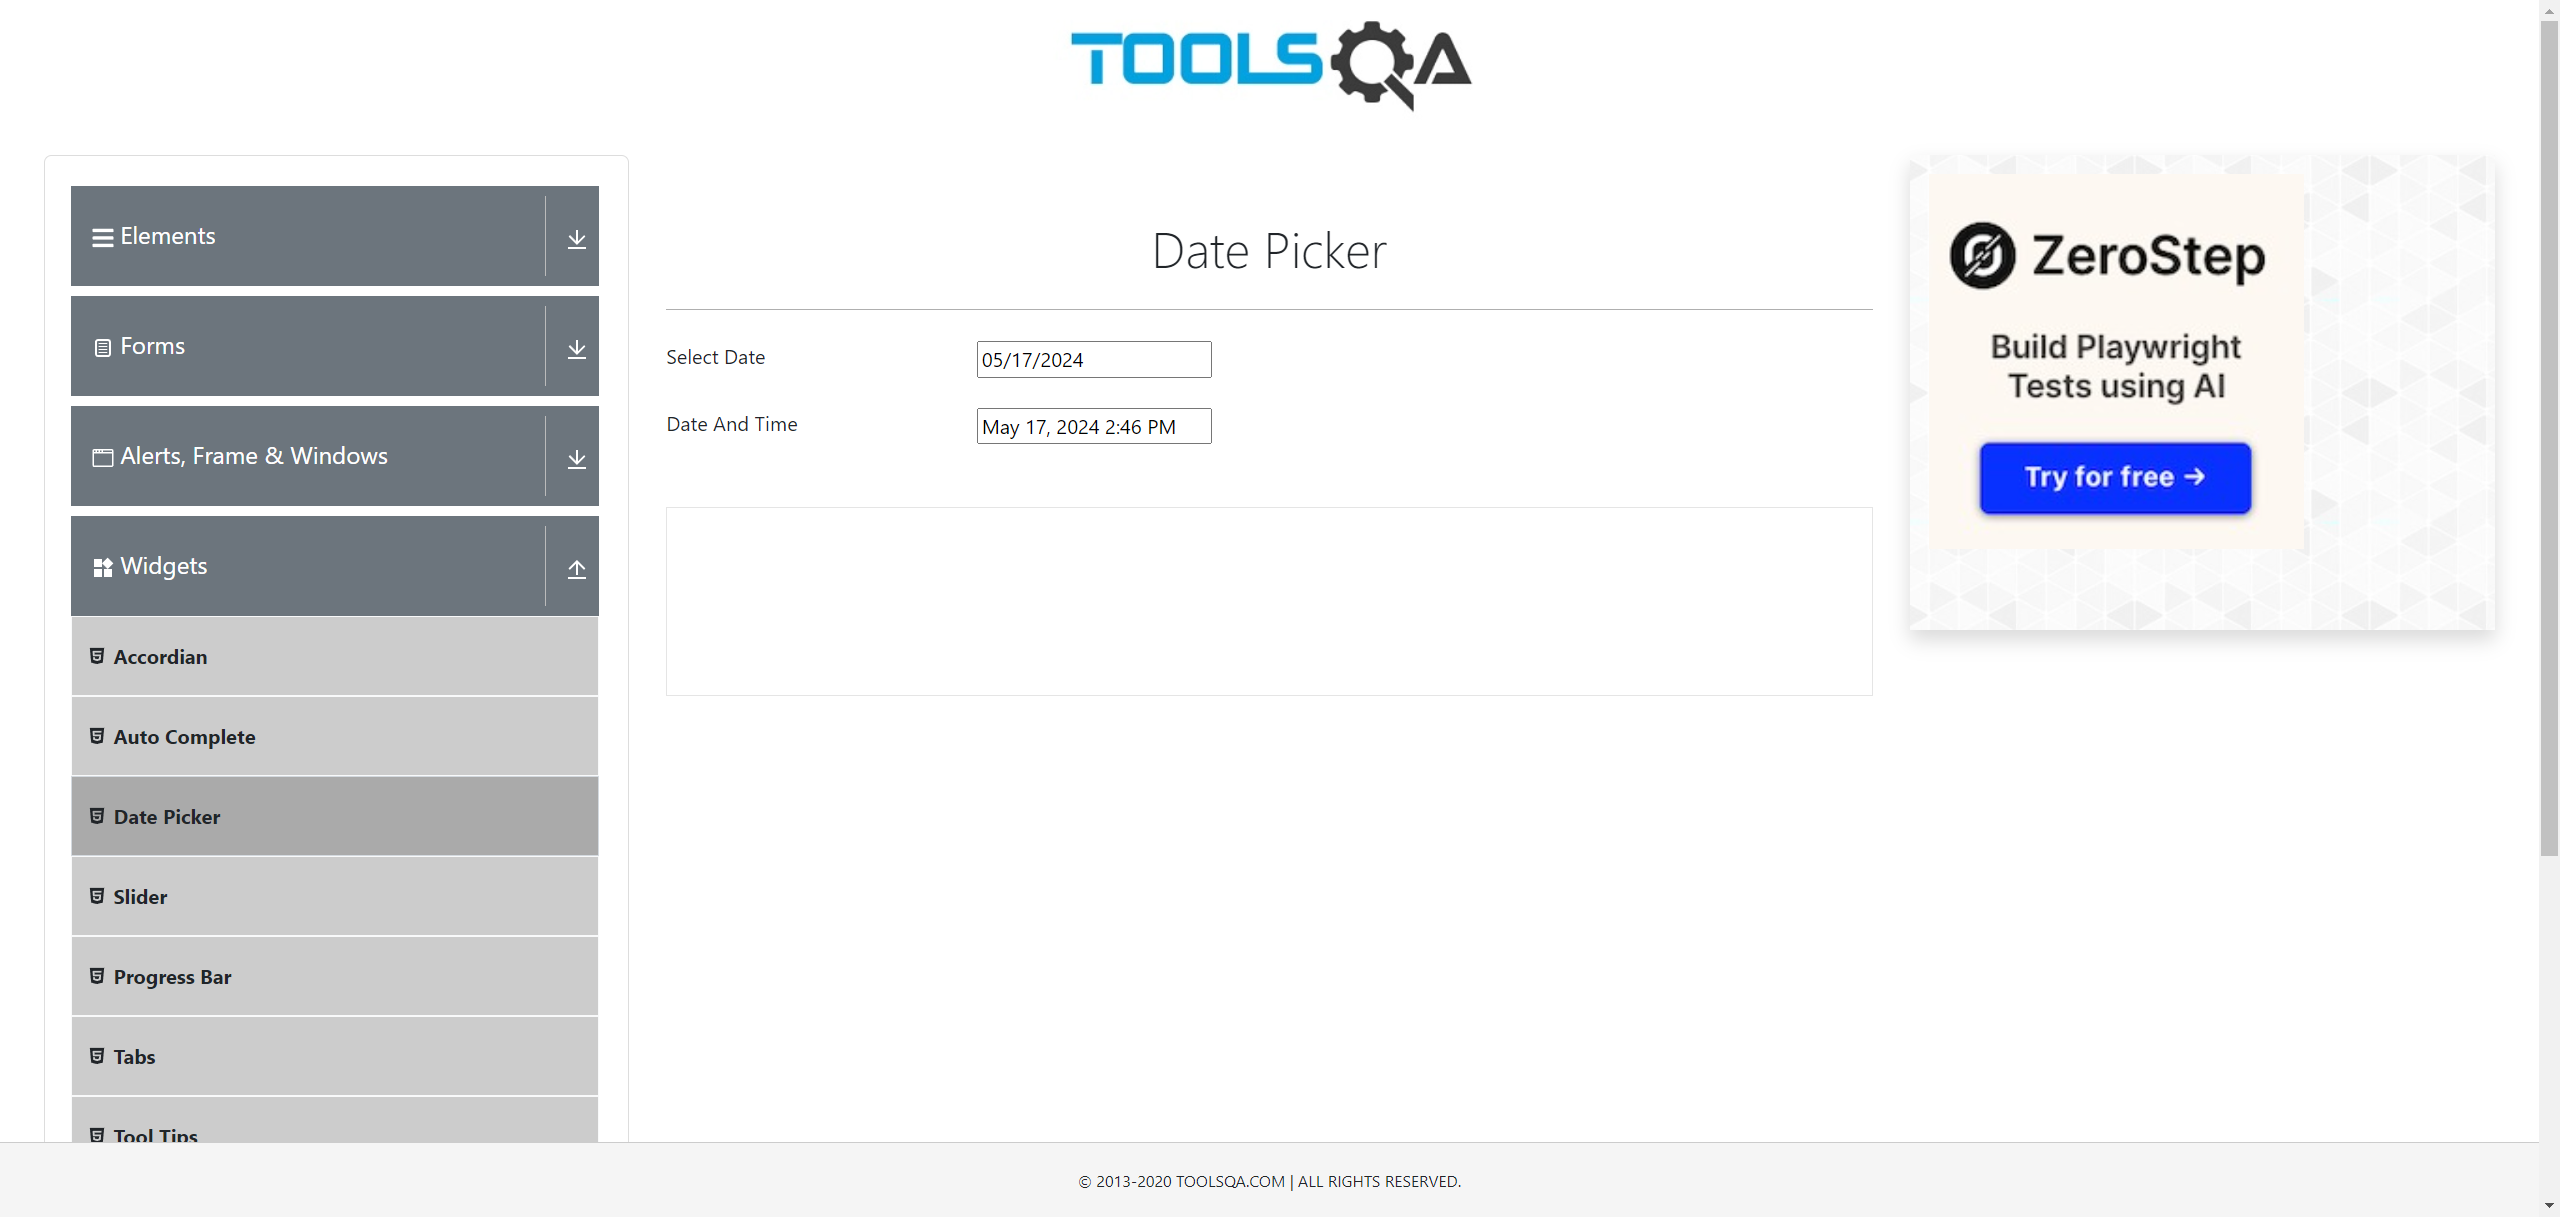 TOOLSQA
Elements
Forms
Alerts, Frame & Windows
Widgets
Accordian
Auto Complete
Date Picker
Slider
Progress Bar
Tabs
Tool Tips
Date Picker
Select Date
05/17/2024
Date And Time
May 17, 2024 2:46 PM
ZeroStep
Build Playwright
Tests using AI
Try for free →
© 2013-2020 TOOLSQA.COM | ALL RIGHTS RESERVED.